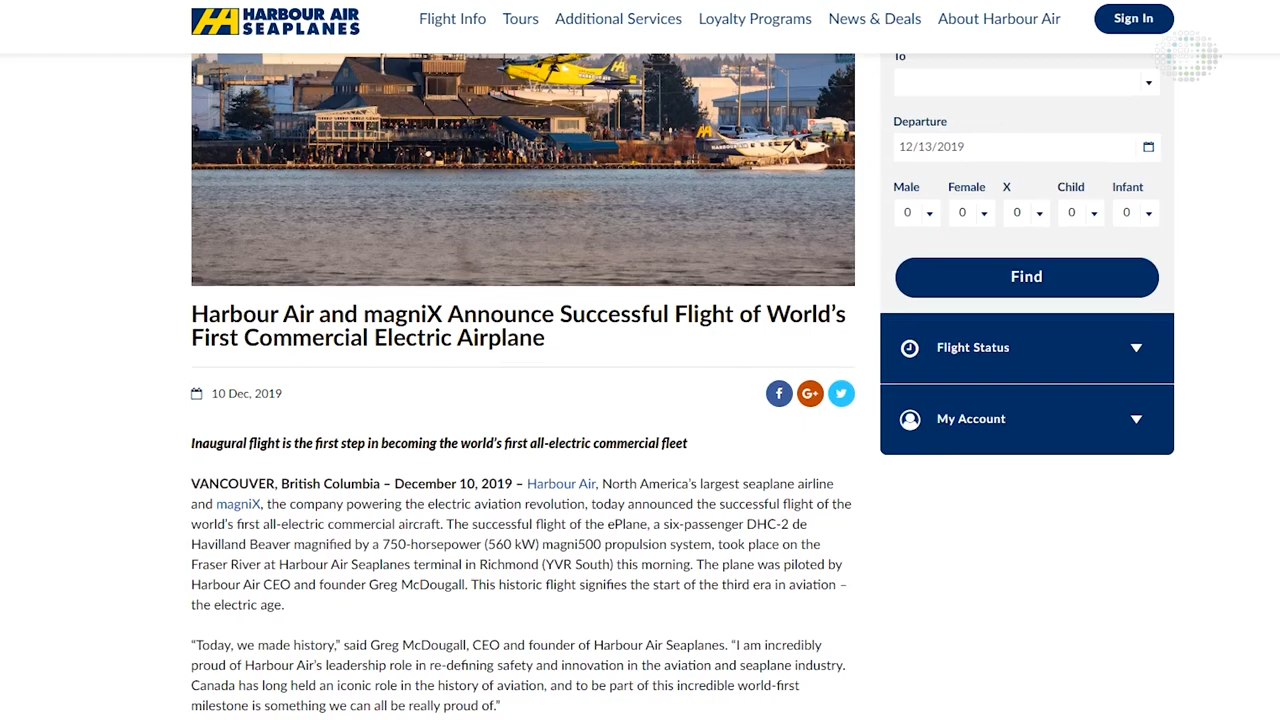 HARBOUR AIR
SEAPLANES
Flight Info Tours Additional Services Loyalty Programs News & Deals About Harbour Air Sign In
To
Departure
12/13/2019
Male Female X Child Infant
0 0 0 0 0
Find
Flight Status
My Account
Harbour Air and magniX Announce Successful Flight of World’s
First Commercial Electric Airplane
10 Dec, 2019
f G+
Inaugural flight is the first step in becoming the world’s first all-electric commercial fleet
VANCOUVER, British Columbia – December 10, 2019 – Harbour Air, North America’s largest seaplane airline
and magniX, the company powering the electric aviation revolution, today announced the successful flight of the
world’s first all-electric commercial aircraft. The successful flight of the ePlane, a six-passenger DHC-2 de
Havilland Beaver magnified by a 750-horsepower (560 kW) magni500 propulsion system, took place on the
Fraser River at Harbour Air Seaplanes terminal in Richmond (YVR South) this morning. The plane was piloted by
Harbour Air CEO and founder Greg McDougall. This historic flight signifies the start of the third era in aviation –
the electric age.
“Today, we made history,” said Greg McDougall, CEO and founder of Harbour Air Seaplanes. “I am incredibly
proud of Harbour Air’s leadership role in re-defining safety and innovation in the aviation and seaplane industry.
Canada has long held an iconic role in the history of aviation, and to be part of this incredible world-first
milestone is something we can all be really proud of.”